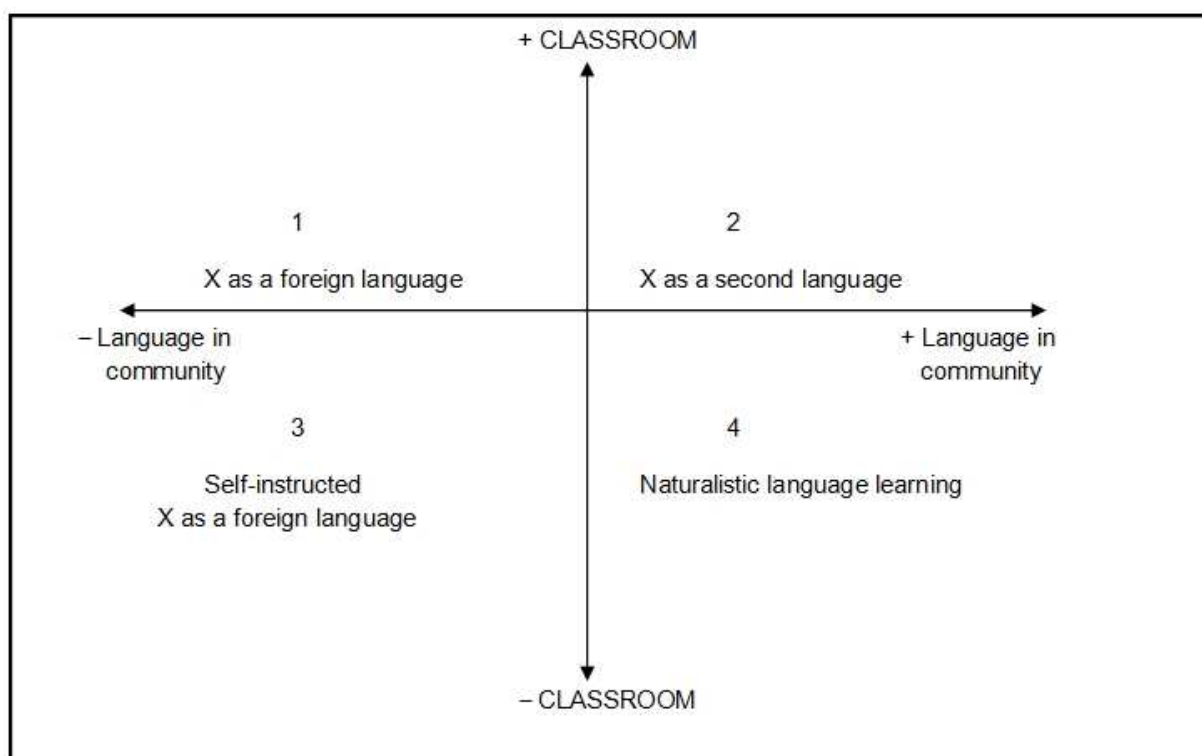 + CLASSROOM
1
2
X as a foreign language
X as a second language
– Language in
community
+ Language in
community
3
4
Self-instructed
X as a foreign language
Naturalistic language learning
– CLASSROOM